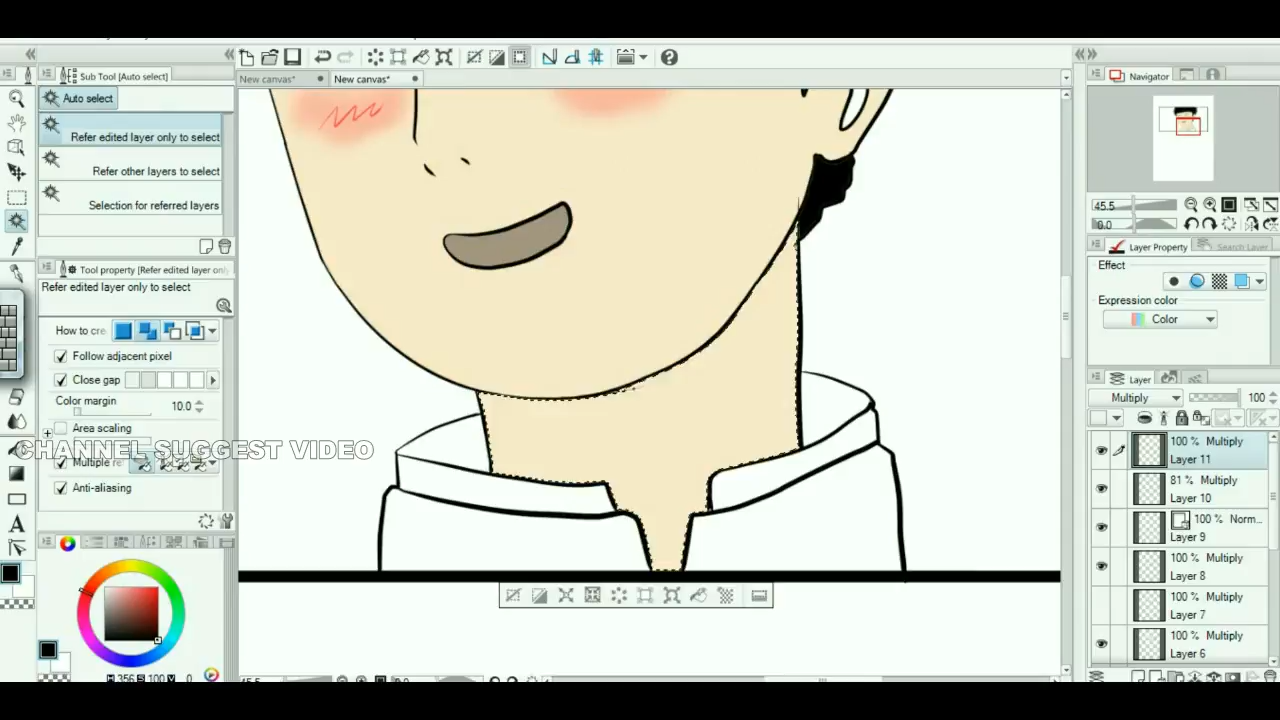 Sub Tool [Auto select]
New canvas*
New canvas*
Navigator
Auto select
Refer edited layer only to select
Refer other layers to select
Selection for referred layers
45.5
0.0
Layer Property
Search Layer
Tool property [Refer edited layer only
Refer edited layer only to select
Effect
How to cre
Expression color
Color
Follow adjacent pixel
Close gap
Color margin
10.0
Area scaling
CHANNEL SUGGEST VIDEO
Multiple re
Anti-aliasing
Layer
Multiply
100
100 % Multiply
Layer 11
81 % Multiply
Layer 10
100 % Norm...
Layer 9
100 % Multiply
Layer 8
100 % Multiply
Layer 7
100 % Multiply
Layer 6
H 356 S 100 V 0
45.5
0.0